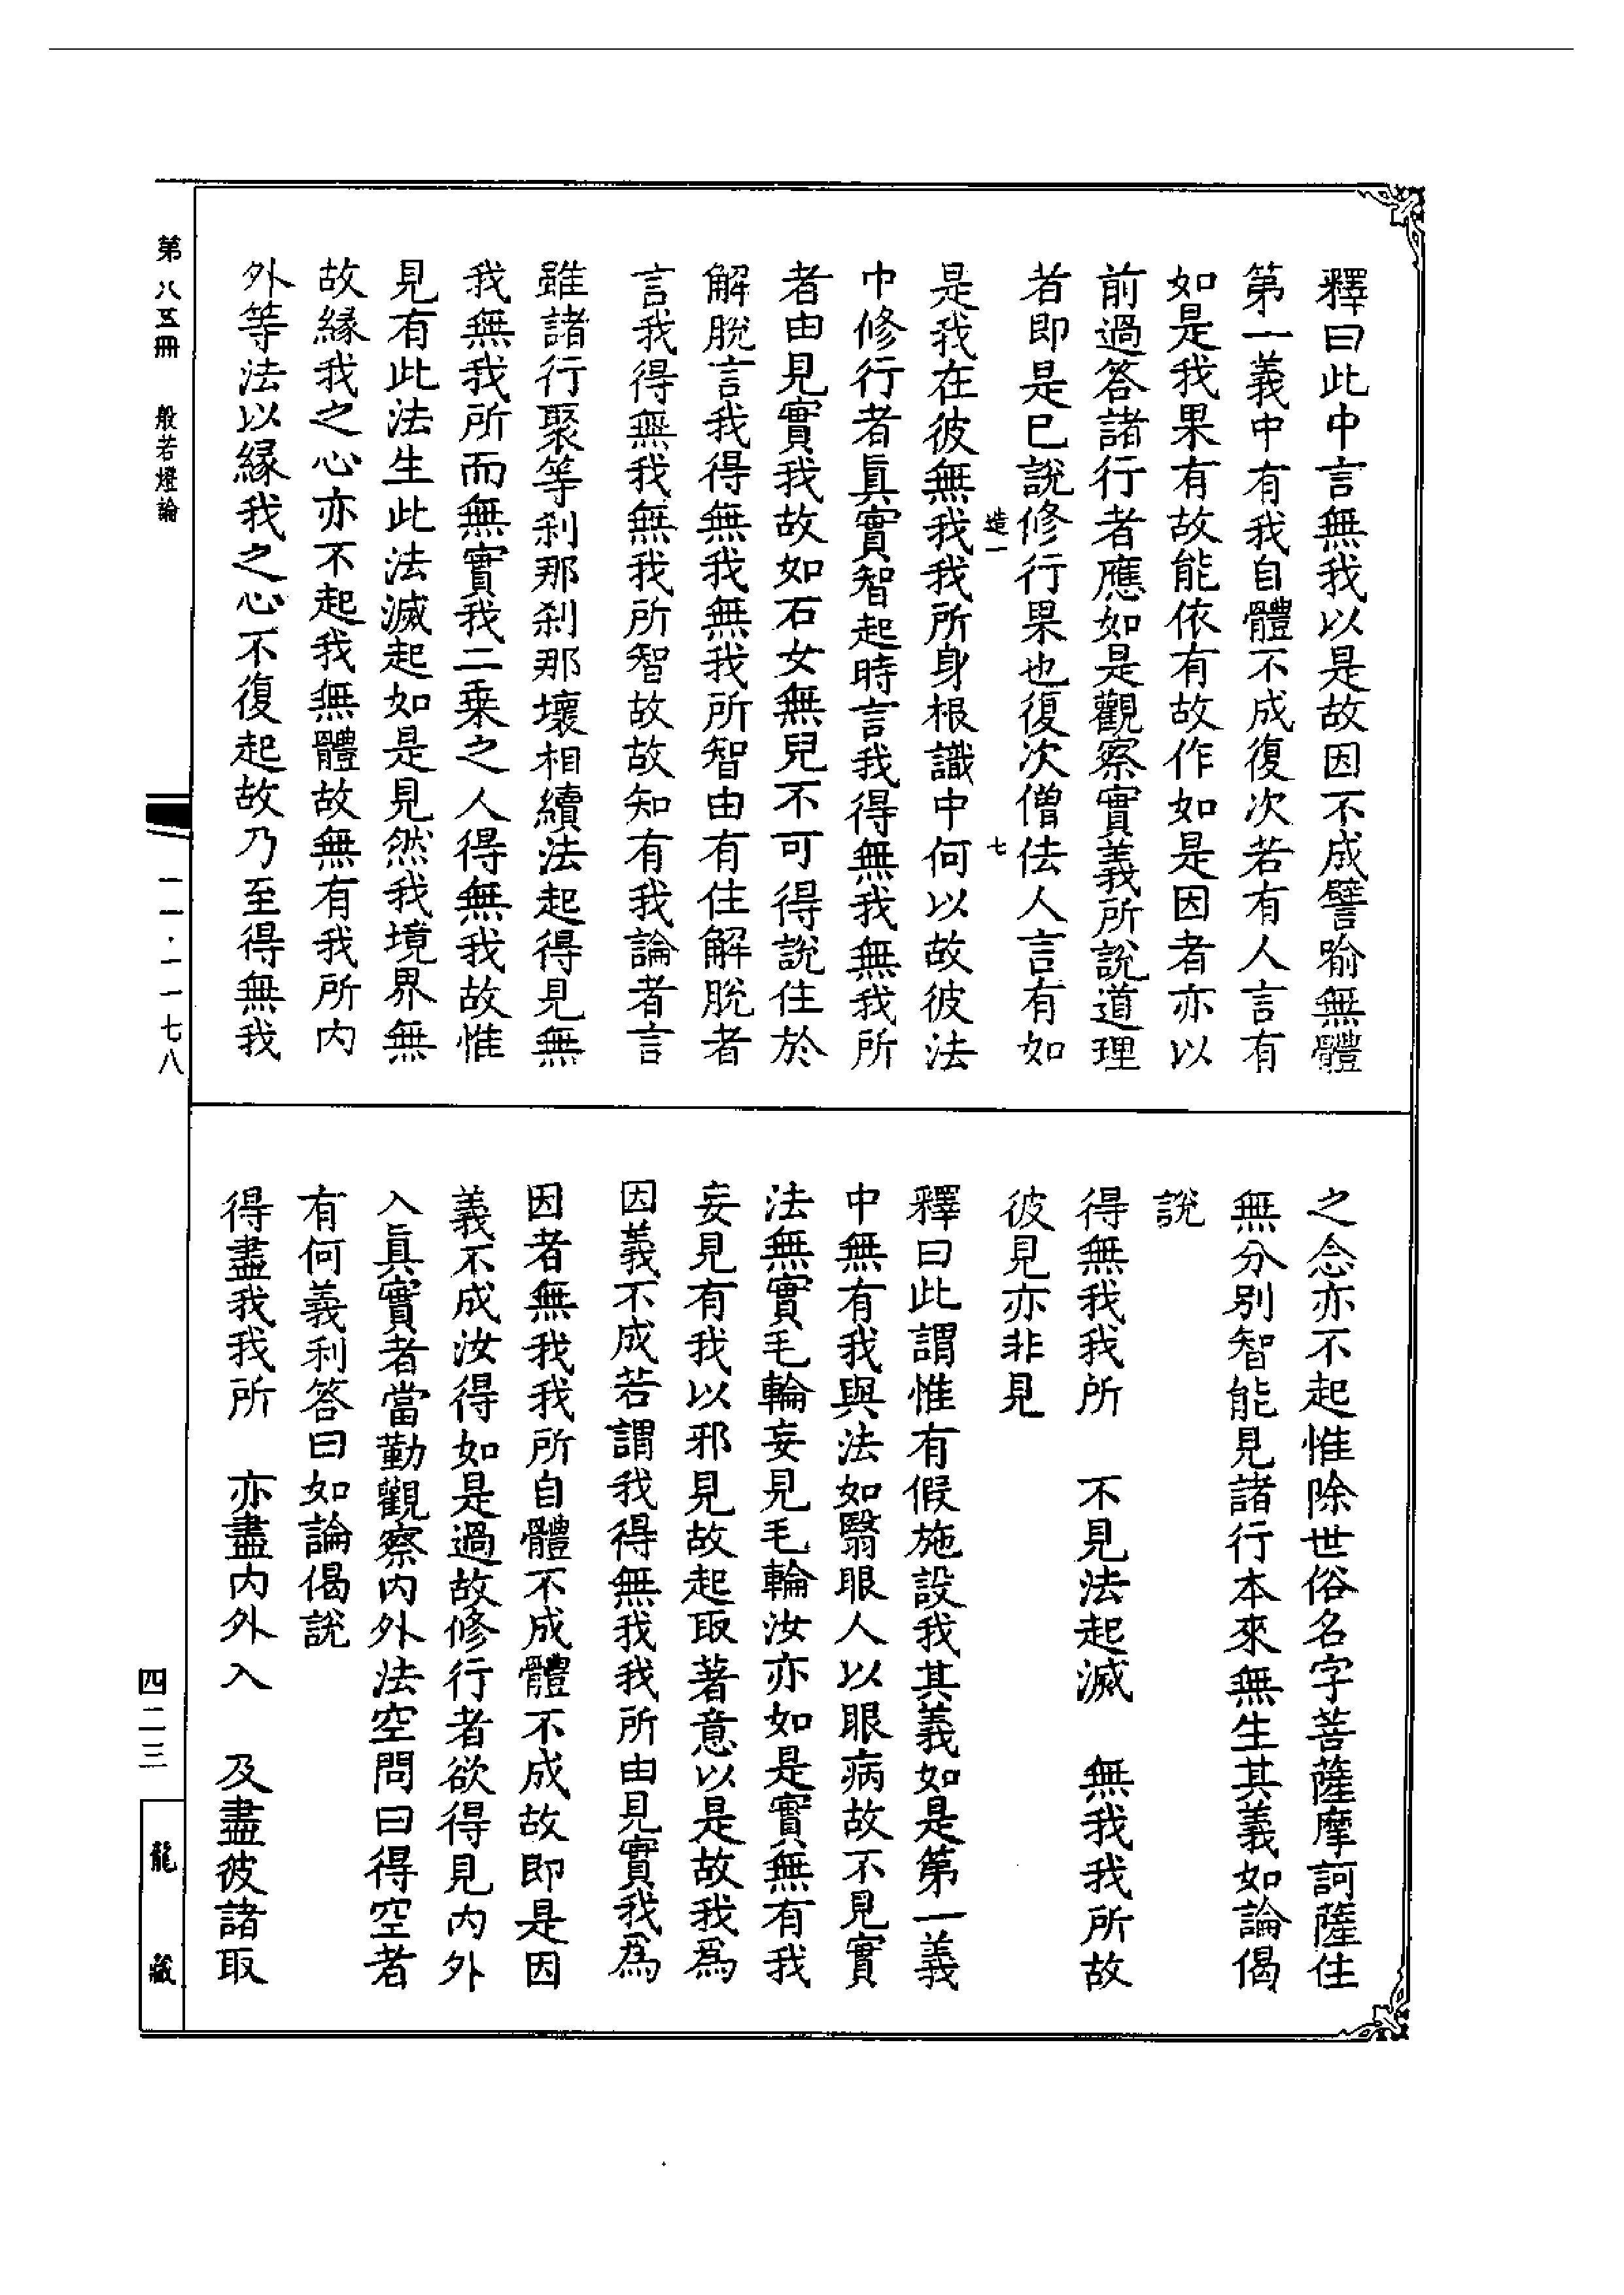 釋曰此中言無我以是故因不成譬喻無體
第一義中有我自體不成復次若有人言有
如是我果有故能依有故作如是因者亦以
前過答諸行者應如是觀察實義所說道理
者即是已說修行果也復次僧佉人言有如
造一
七
是我在彼無我我所身根識中何以故彼法
中修行者眞實智起時言我得無我無我所
者由見實我故如石女無兒不可得說住於
解脫言我得無我無我所智由有住解脫者
言我得無我無我所智故故知有我論者言
雖諸行聚等剎那剎那壞相續法起得見無
我無我所而無實我二乘之人得無我故惟
見有此法生此法滅起如是見然我境界無
故緣我之心亦不起我無體故無有我所內
外等法以緣我之心不復起故乃至得無我
之念亦不起惟除世俗名字菩薩摩訶薩住
無分別智能見諸行本來無生其義如論偈
說
得無我我所　不見法起滅　無我我所故
彼見亦非見
釋曰此謂惟有假施設我其義如是第一義
中無有我與法如翳眼人以眼病故不見實
法無實毛輪妄見毛輪汝亦如是實無有我
妄見有我以邪見故起取著意以是故我爲
因義不成若謂我得無我我所由見實我爲
因者無我我所自體不成體不成故即是因
義不成汝得如是過故修行者欲得見內外
入眞實者當勤觀察內外法空問曰得空者
有何義利答曰如論偈說
得盡我我所　亦盡內外入　及盡彼諸取
第八五冊　般若燈論
一一·一一七八
四二三
龍藏